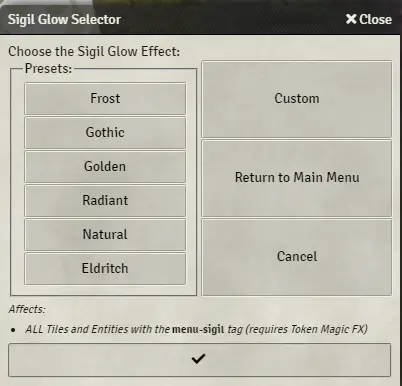 Sigil Glow Selector
Close
Choose the Sigil Glow Effect:
Presets:
Frost
Gothic
Golden
Radiant
Natural
Eldritch
Custom
Return to Main Menu
Cancel
Affects:
ALL Tiles and Entities with the menu-sigil tag (requires Token Magic FX)